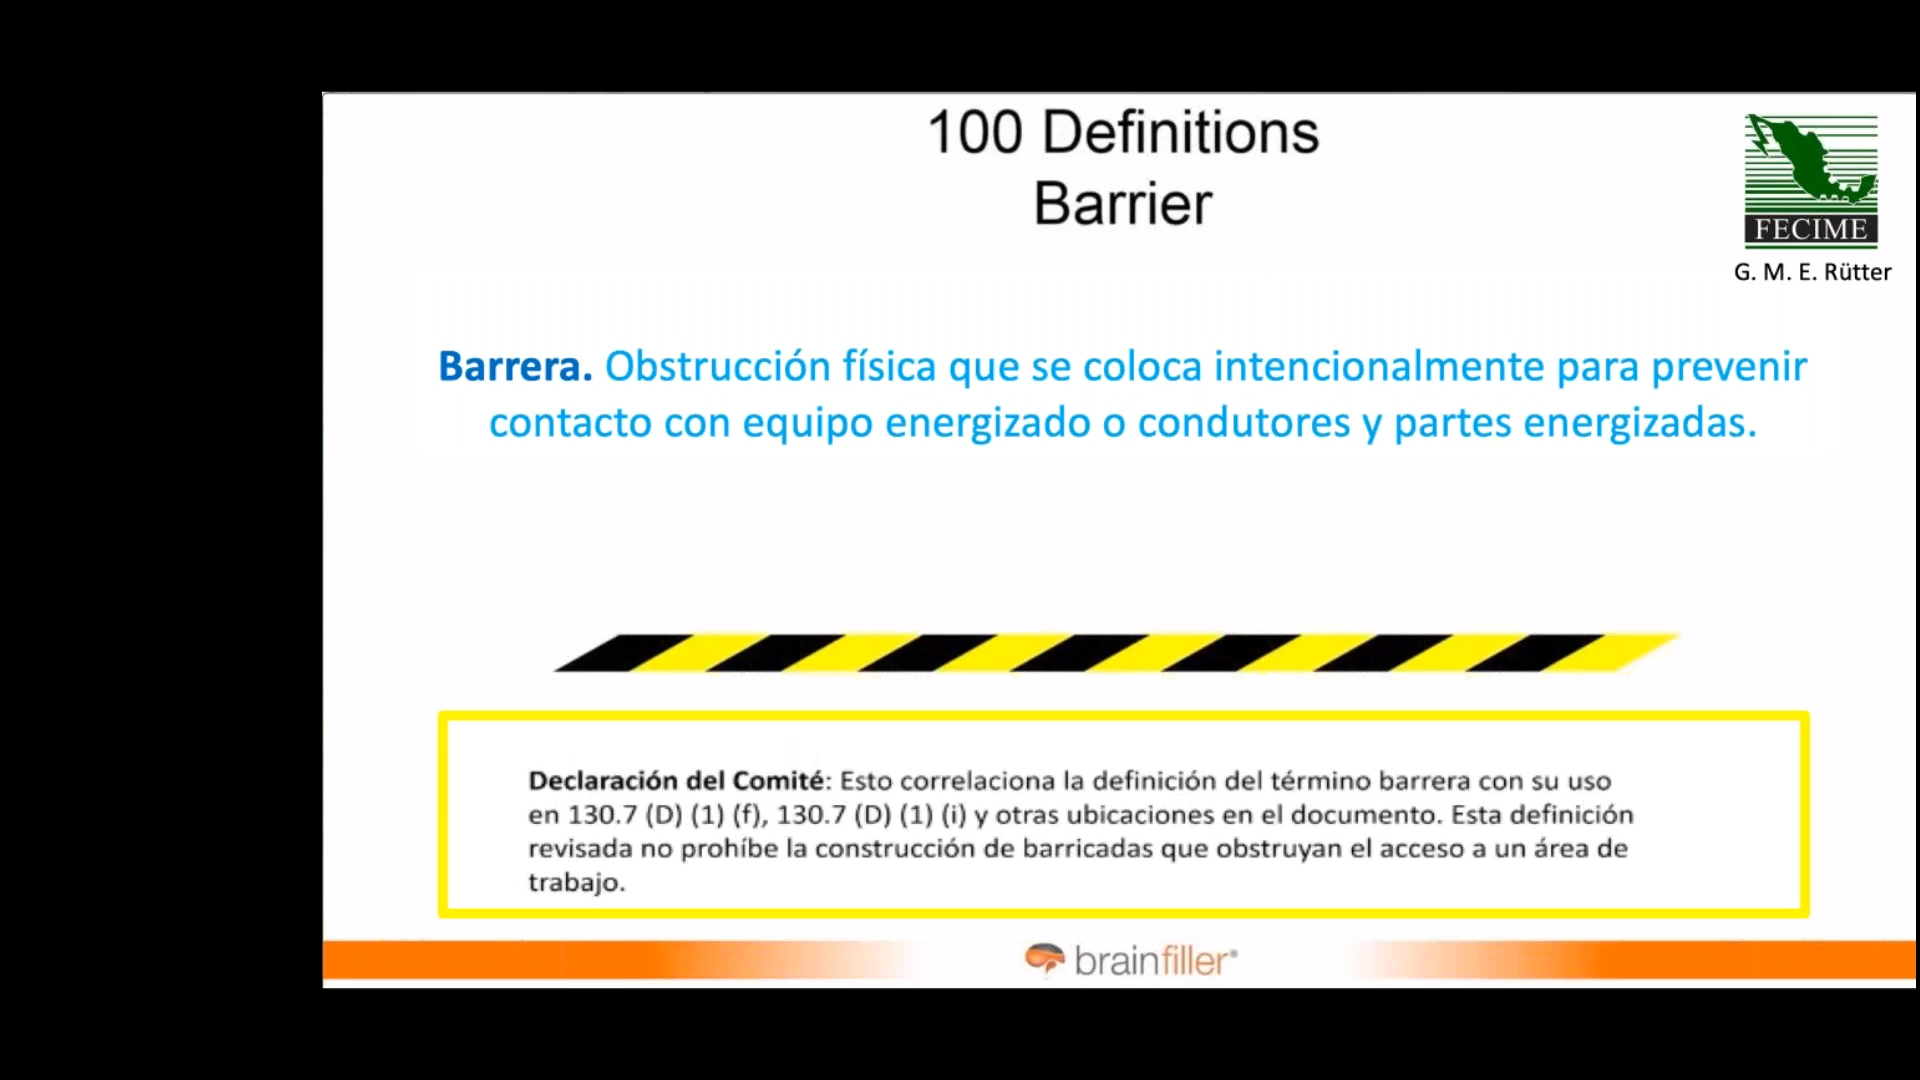 100 Definitions
Barrier
FECIME
G. M. E. Rütter
Barrera. Obstrucción física que se coloca intencionalmente para prevenir
contacto con equipo energizado o condutores y partes energizadas.
Declaración del Comité: Esto correlaciona la definición del término barrera con su uso
en 130.7 (D) (1) (f), 130.7 (D) (1) (i) y otras ubicaciones en el documento. Esta definición
revisada no prohíbe la construcción de barricadas que obstruyan el acceso a un área de
trabajo.
brainfiller®